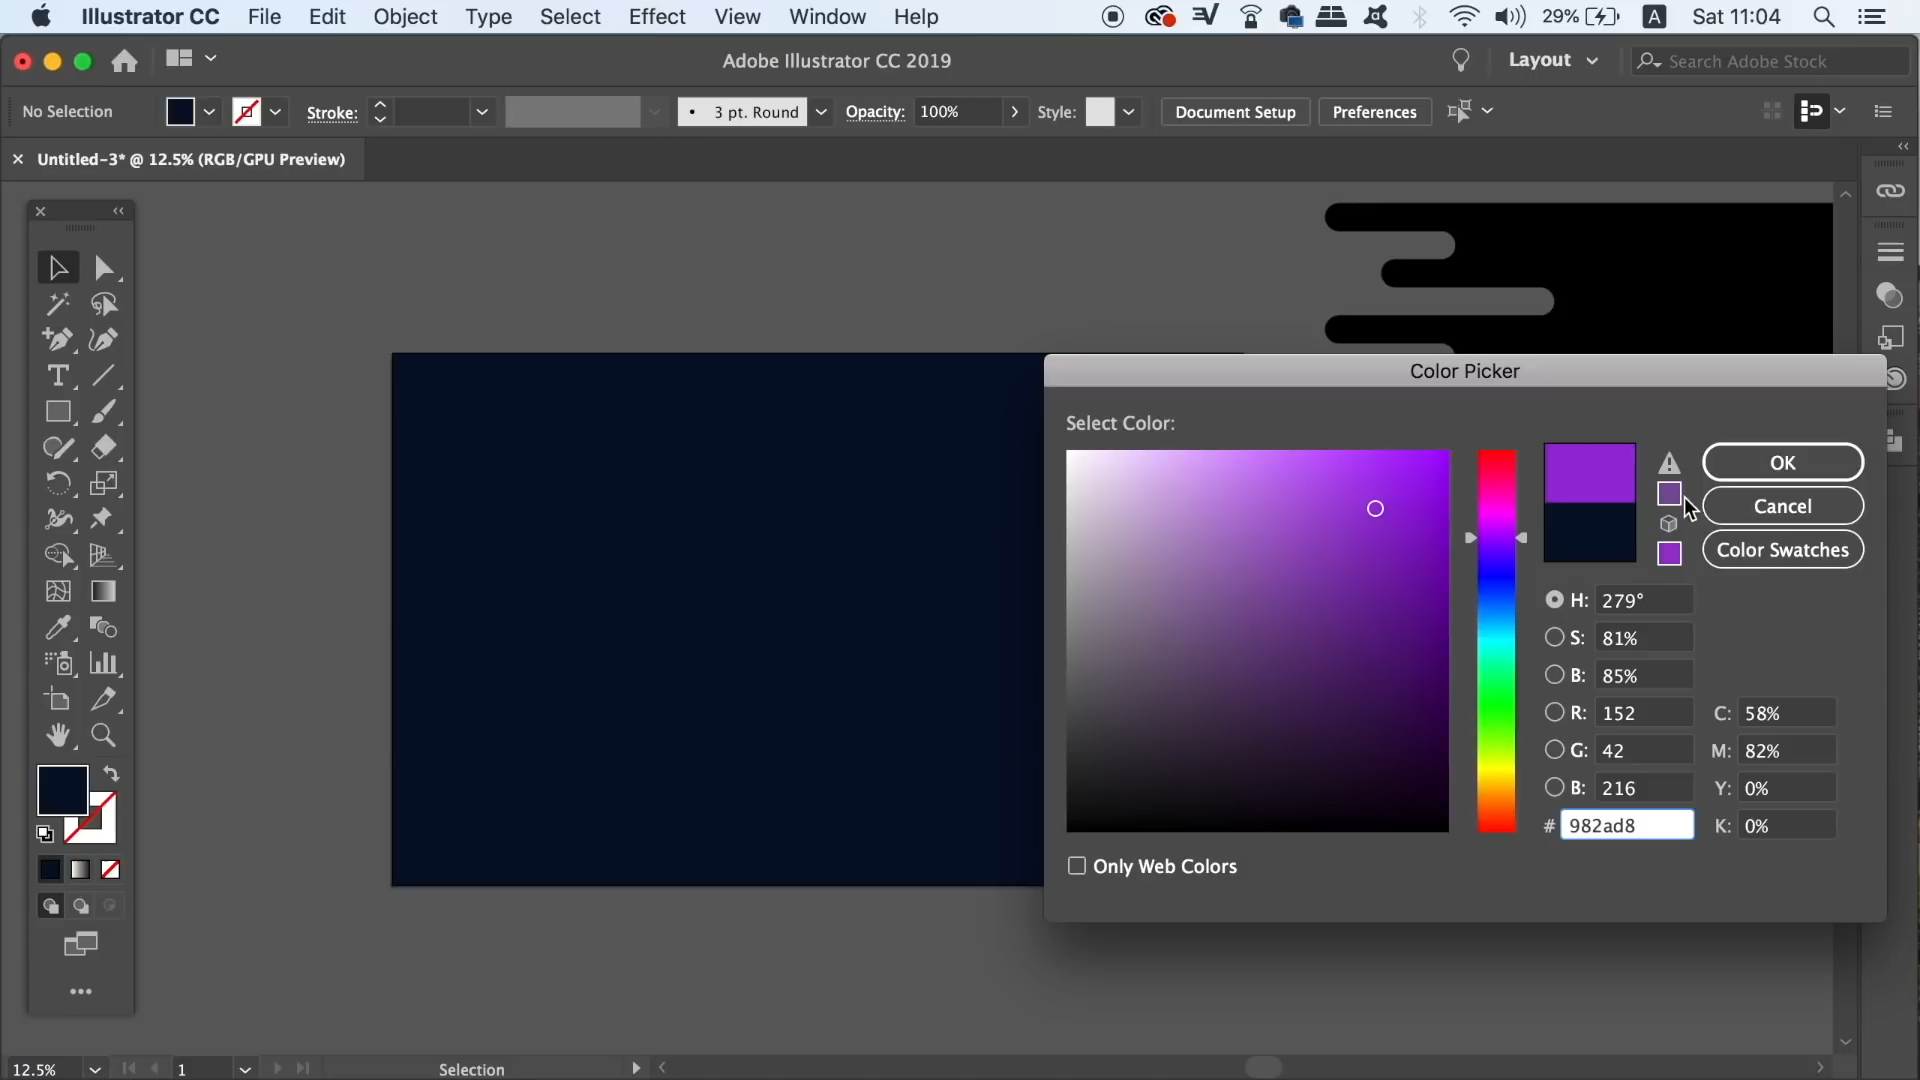 Illustrator CC File Edit Object Type Select Effect View Window Help 29% A Sat 11:04
Adobe Illustrator CC 2019 Layout Search Adobe Stock
No Selection Stroke: 3 pt. Round Opacity: 100% Style: Document Setup Preferences
Untitled-3* @ 12.5% (RGB/GPU Preview)
Color Picker
Select Color:
OK
Cancel
Color Swatches
H: 279°
S: 81%
B: 85%
R: 152 C: 58%
G: 42 M: 82%
B: 216 Y: 0%
# 982ad8 K: 0%
Only Web Colors
12.5% 1 Selection